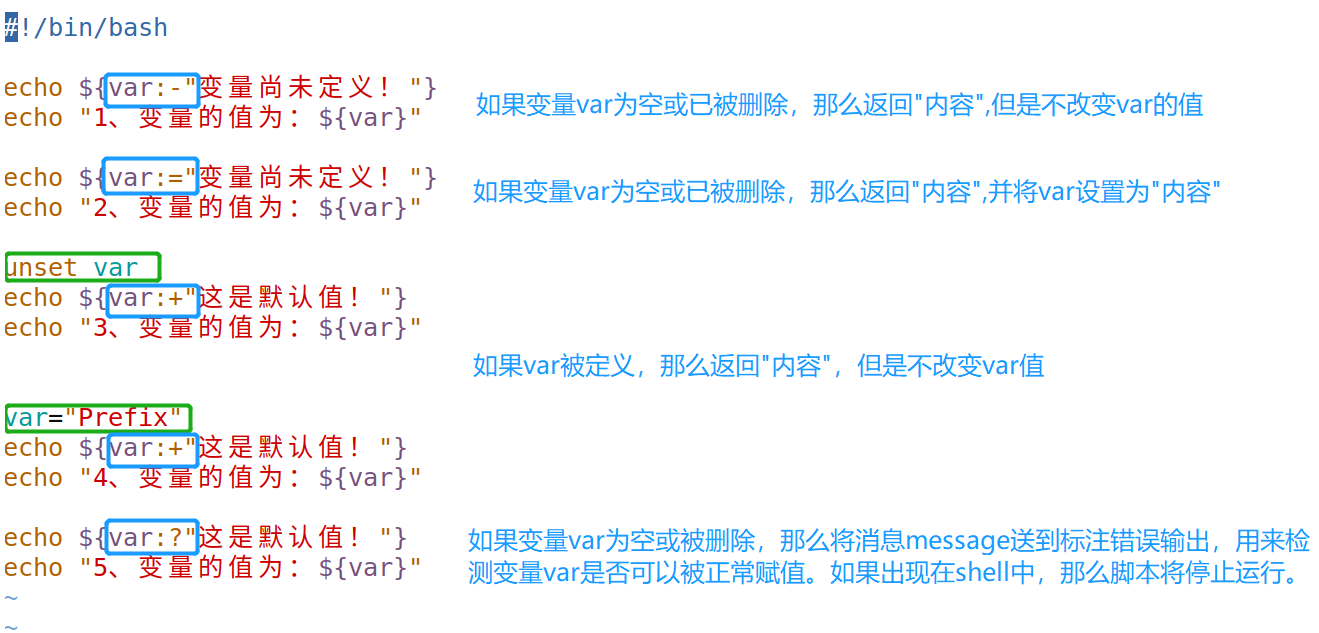 #!/bin/bash
echo ${var:-"变量尚未定义！"}
如果变量var为空或已被删除，那么返回"内容",但是不改变var的值
echo "1、变量的值为：${var}"
echo ${var:="变量尚未定义！"}
如果变量var为空或已被删除，那么返回"内容",并将var设置为"内容"
echo "2、变量的值为：${var}"
unset var
echo ${var:+"这是默认值！"}
echo "3、变量的值为：${var}"
如果var被定义，那么返回"内容"，但是不改变var值
var="Prefix"
echo ${var:+"这是默认值！"}
echo "4、变量的值为：${var}"
echo ${var:?"这是默认值！"}
echo "5、变量的值为：${var}"
如果变量var为空或被删除，那么将消息message送到标注错误输出，用来检
测变量var是否可以被正常赋值。如果出现在shell中，那么脚本将停止运行。
~
~